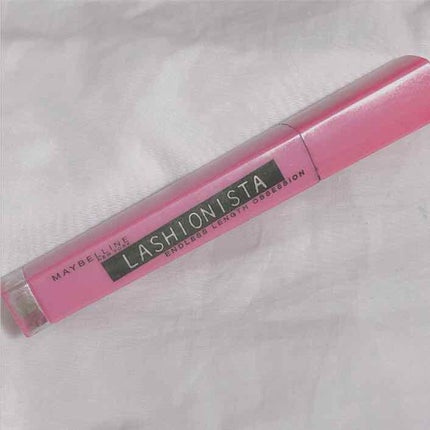 MAYBELLINE
NEW YORK
LASHIONISTA
ENDLESS LENGTH OBSESSION